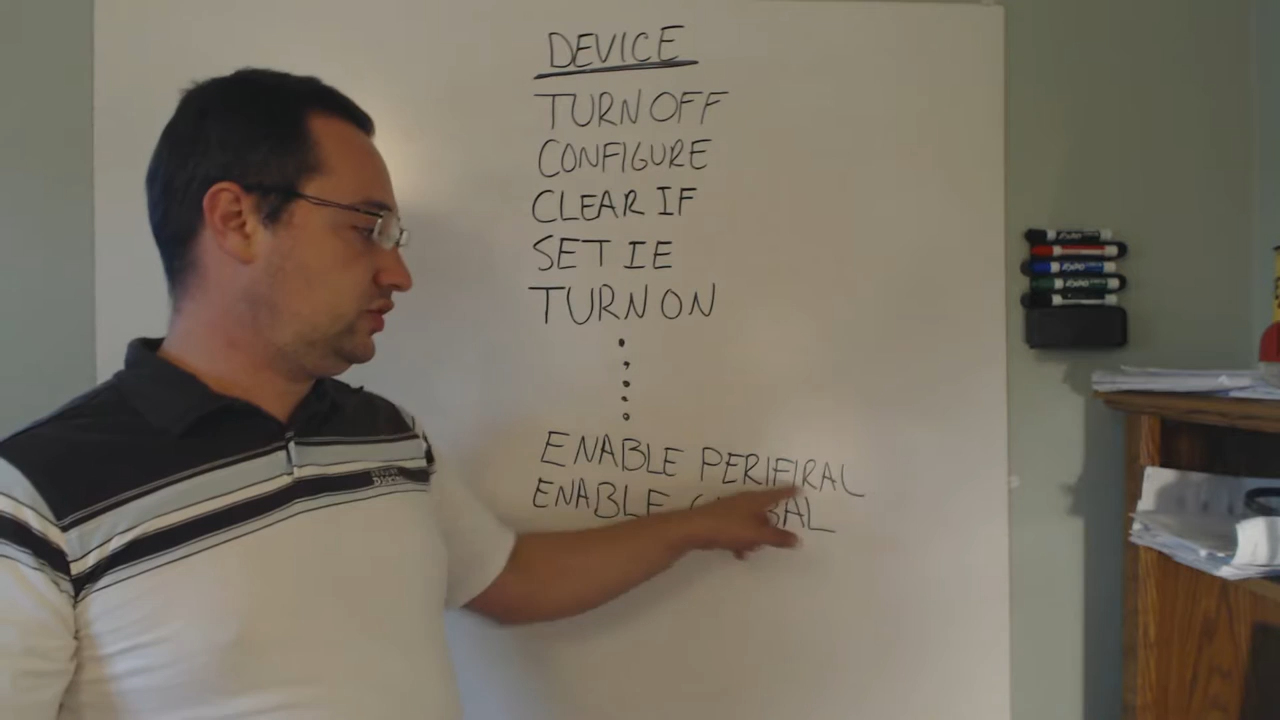 DEVICE
TURN OFF
CONFIGURE
CLEAR IF
SET IE
TURN ON
ENABLE PERIFIRAL
ENABLE